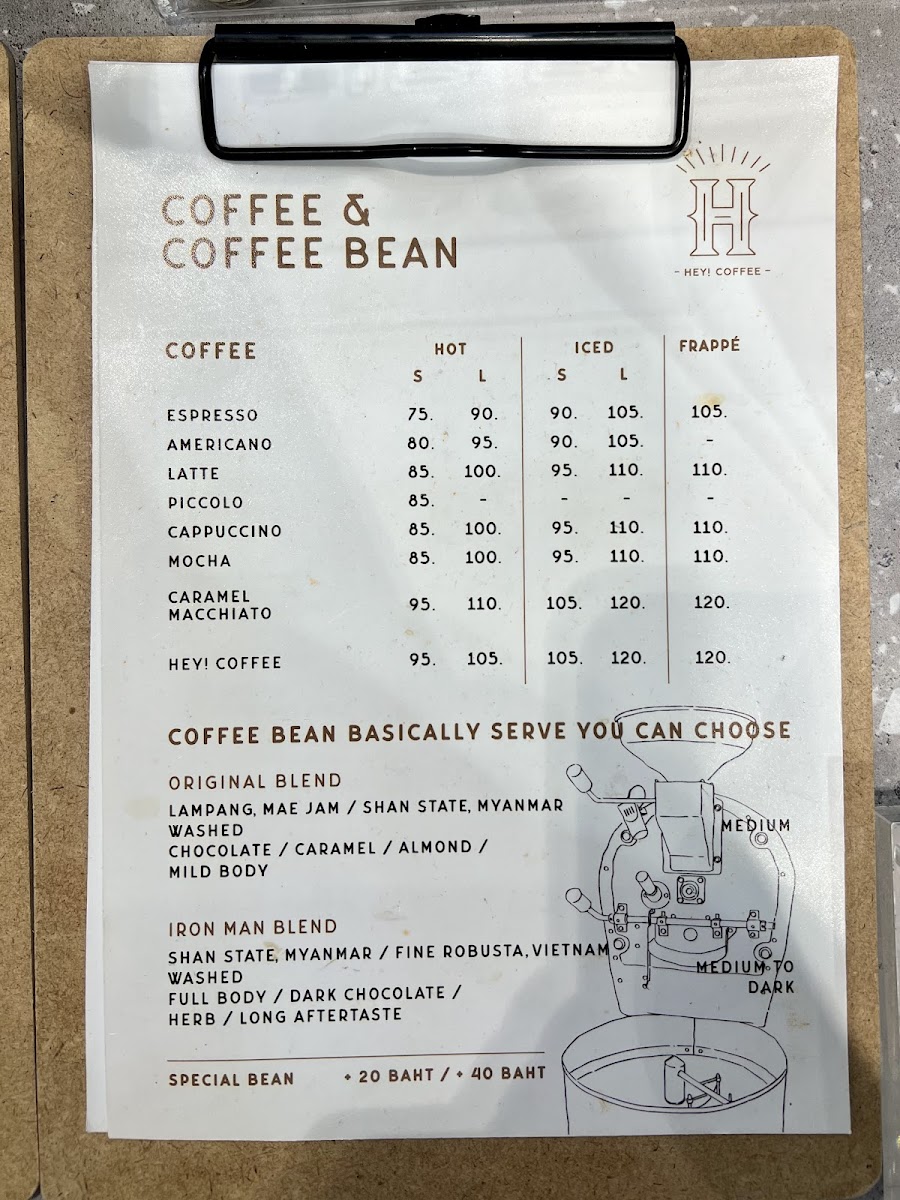 COFFEE &
COFFEE BEAN
H
- HEY! COFFEE -
COFFEE HOT ICED FRAPPÉ
S L S L
ESPRESSO 75. 90. 90. 105. 105.
AMERICANO 80. 95. 90. 105. -
LATTE 85. 100. 95. 110. 110.
PICCOLO 85. - - - -
CAPPUCCINO 85. 100. 95. 110. 110.
MOCHA 85. 100. 95. 110. 110.
CARAMEL
MACCHIATO 95. 110. 105. 120. 120.
HEY! COFFEE 95. 105. 105. 120. 120.
COFFEE BEAN BASICALLY SERVE YOU CAN CHOOSE
ORIGINAL BLEND
LAMPANG, MAE JAM / SHAN STATE, MYANMAR
WASHED MEDIUM
CHOCOLATE / CARAMEL / ALMOND /
MILD BODY
IRON MAN BLEND
SHAN STATE, MYANMAR / FINE ROBUSTA, VIETNAM
WASHED MEDIUM TO
FULL BODY / DARK CHOCOLATE / DARK
HERB / LONG AFTERTASTE
SPECIAL BEAN + 20 BAHT / + 40 BAHT